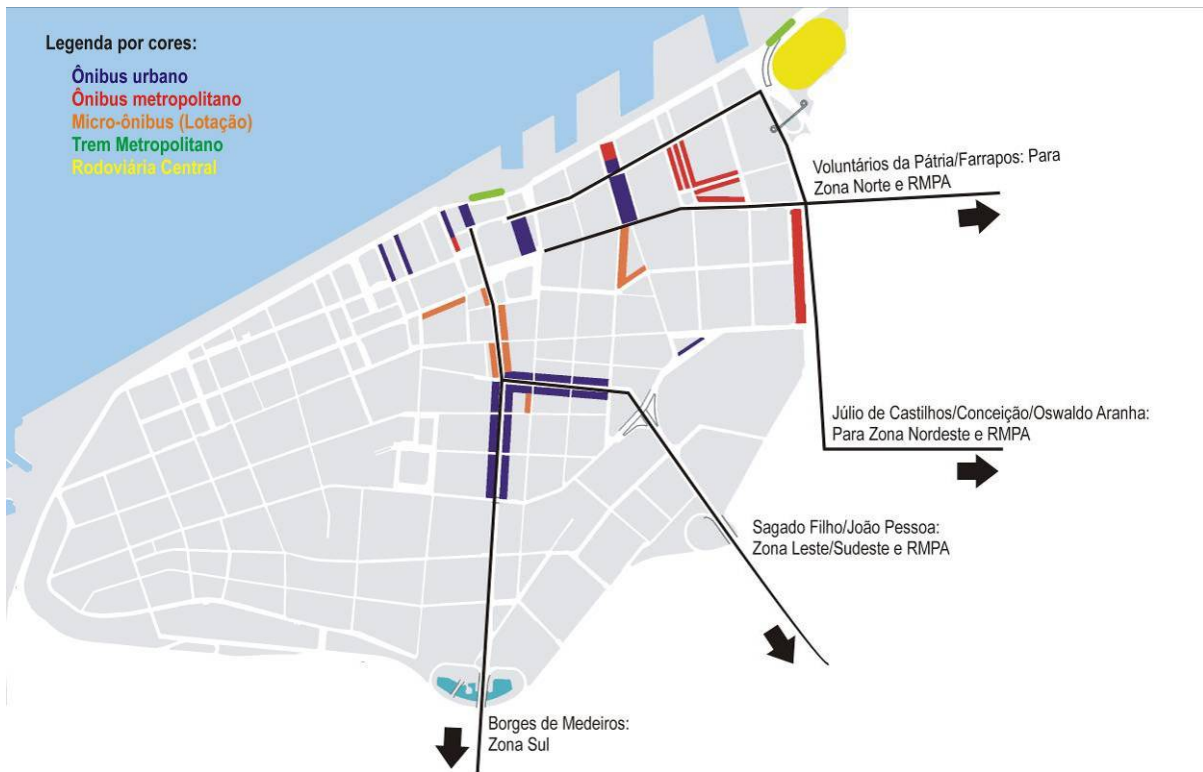 Legenda por cores:
Ônibus urbano
Ônibus metropolitano
Micro-ônibus (Lotação)
Trem Metropolitano
Rodoviária Central
Voluntários da Pátria/Farrapos: Para
Zona Norte e RMPA
Júlio de Castilhos/Conceição/Oswaldo Aranha:
Para Zona Nordeste e RMPA
Sagado Filho/João Pessoa:
Zona Leste/Sudeste e RMPA
Borges de Medeiros:
Zona Sul